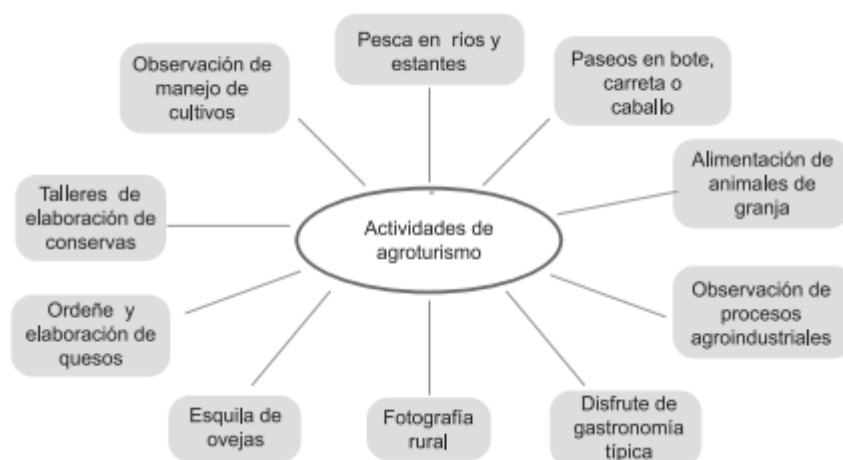 Pesca en ríos y
estantes
Paseos en bote,
carreta o
caballo
Observación de
manejo de
cultivos
Alimentación de
animales de
granja
Talleres de
elaboración de
conservas
Actividades de
agroturismo
Observación de
procesos
agroindustriales
Ordeñe y
elaboración de
quesos
Esquila de
ovejas
Fotografía
rural
Disfrute de
gastronomía
típica